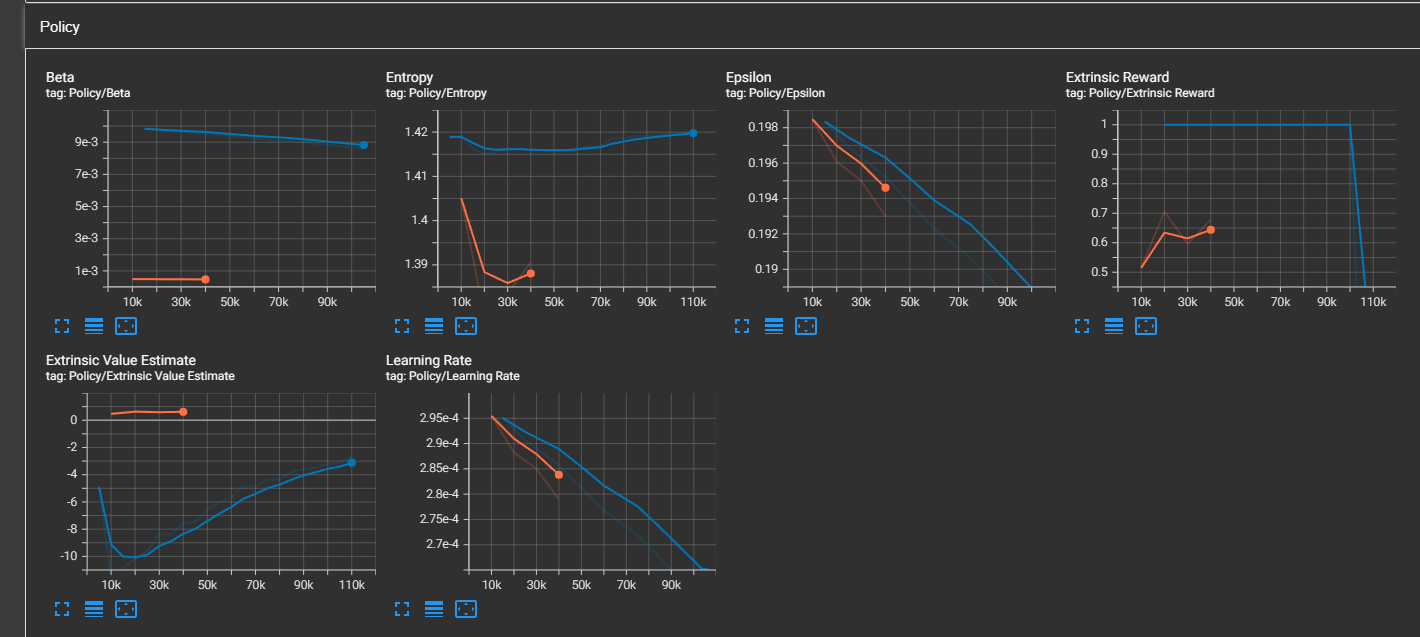 Policy
Beta
tag: Policy/Beta
9e-3
7e-3
5e-3
3e-3
1e-3
10k 30k 50k 70k 90k
Entropy
tag: Policy/Entropy
1.42
1.41
1.4
1.39
10k 30k 50k 70k 90k 110k
Epsilon
tag: Policy/Epsilon
0.198
0.196
0.194
0.192
0.19
10k 30k 50k 70k 90k
Extrinsic Reward
tag: Policy/Extrinsic Reward
1
0.9
0.8
0.7
0.6
0.5
10k 30k 50k 70k 90k 110k
Extrinsic Value Estimate
tag: Policy/Extrinsic Value Estimate
0
-2
-4
-6
-8
-10
10k 30k 50k 70k 90k 110k
Learning Rate
tag: Policy/Learning Rate
2.95e-4
2.9e-4
2.85e-4
2.8e-4
2.75e-4
2.7e-4
10k 30k 50k 70k 90k